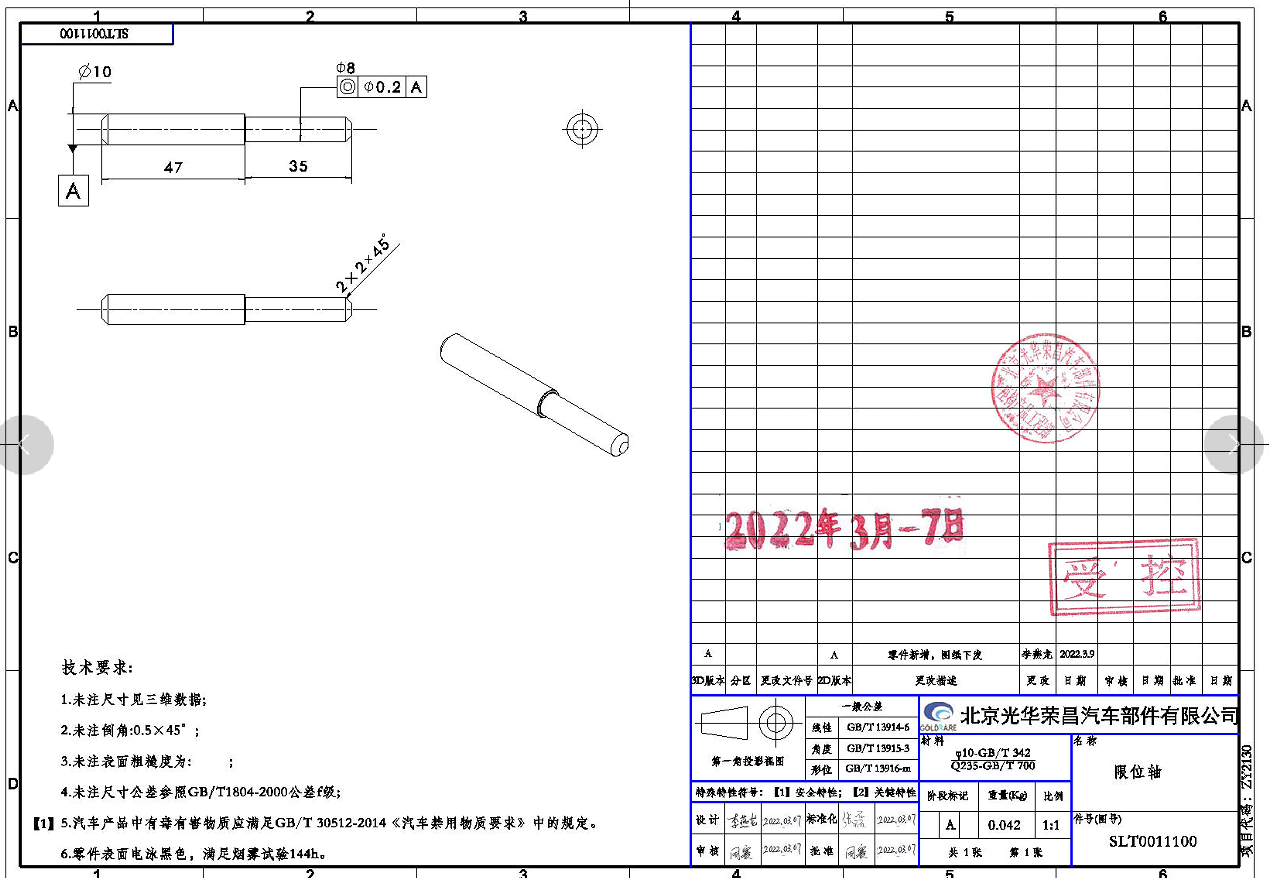 1 2 3 4 5 6
SLT0011100
A
B
C
D
∅10
Φ8
◎ Φ0.2 A
47
35
A
2×2×45°
技术要求:
1.未注尺寸见三维数据;
2.未注倒角:0.5×45° ;
3.未注表面粗糙度为: ;
4.未注尺寸公差参照GB/T1804-2000公差f级;
【1】5.汽车产品中有毒有害物质应满足GB/T 30512-2014《汽车禁用物质要求》中的规定。
6.零件表面电泳黑色,满足烟雾试验144h。
2022年3月-7日
受控
A A 零件新增,图纸下发 李燕龙 2022.3.9
3D版本 分区 更改文件号 2D版本 更改描述 更改 日期 审核 日期 批准 日期
第一角投影视图
一般公差
线性 GB/T 13914-6
角度 GB/T 13915-3
形位 GB/T 13916-m
特殊特性符号: 【1】安全特性; 【2】关键特性
设计 2022.03.07 标准化 2022.03.07
审核 2022.03.07 批准 2022.03.07
GOLDRARE
北京光华荣昌汽车部件有限公司
材料
φ10-GB/T 342
Q235-GB/T 700
名称
限位轴
阶段标记 重量(Kg) 比例
A 0.042 1:1
共 1 张 第 1 张
件号(图号)
SLT0011100
项目代码: ZY2130
A
B
C
D
1 2 3 4 5 6